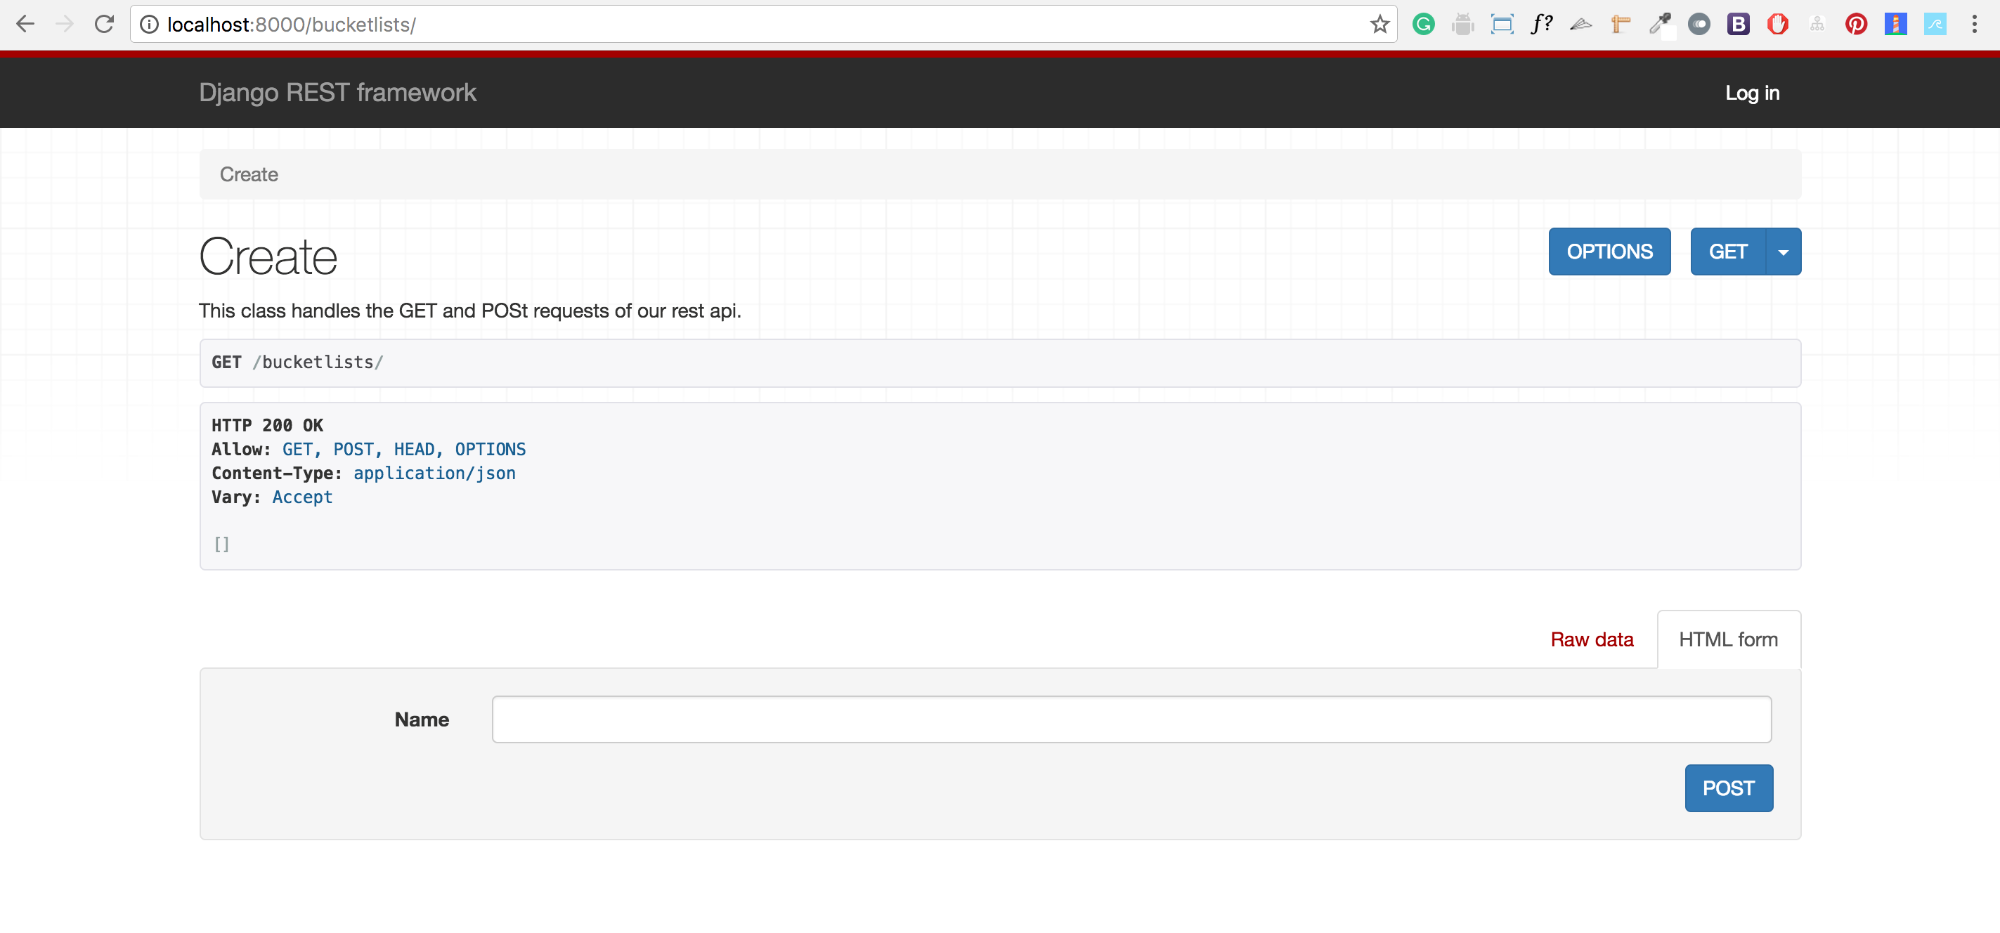 localhost:8000/bucketlists/
f?
B
Django REST framework
Log in
Create
Create
OPTIONS
GET
This class handles the GET and POSt requests of our rest api.
GET /bucketlists/
HTTP 200 OK
Allow: GET, POST, HEAD, OPTIONS
Content-Type: application/json
Vary: Accept
[]
Raw data
HTML form
Name
POST